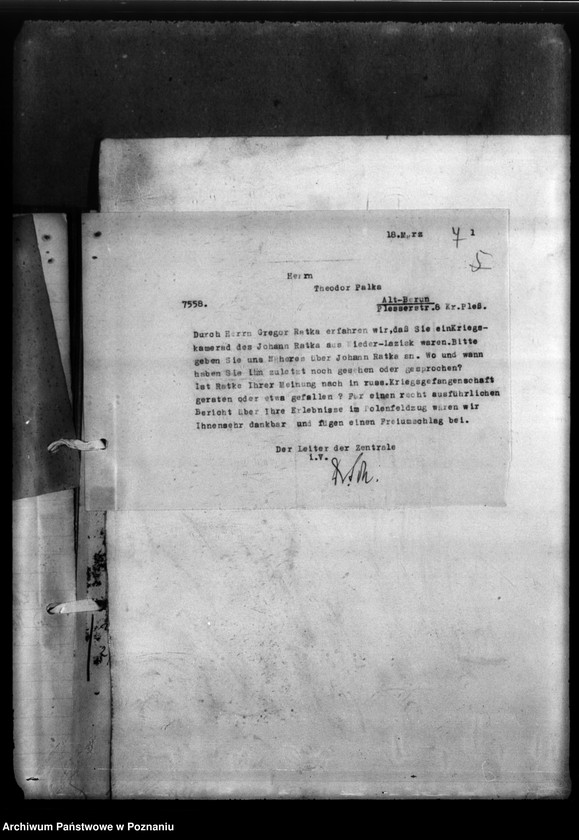 18.März 4 1
5
Herrn
Theodor Palka
7558. Alt-Berun
Plesserstr.6 Kr.Pleß.
Durch Herrn Gregor Ratka erfahren wir,daß Sie einKriegs-
kamerad des Johann Ratka aus Nieder-lazisk waren.Bitte
geben Sie uns Näheres über Johann Ratka an. Wo und wann
haben Sie ihn zuletzt noch gesehen oder gesprochen?
Ist Ratka Ihrer Meinung nach in russ.Kriegsgefangenschaft
geraten oder etwa gefallen ? Für einen recht ausführlichen
Bericht über Ihre Erlebnisse im Polenfeldzug wären wir
Ihnensehr dankbar und fügen einen Freiumschlag bei.
Der Leiter der Zentrale
i.V.
Archiwum Państwowe w Poznaniu